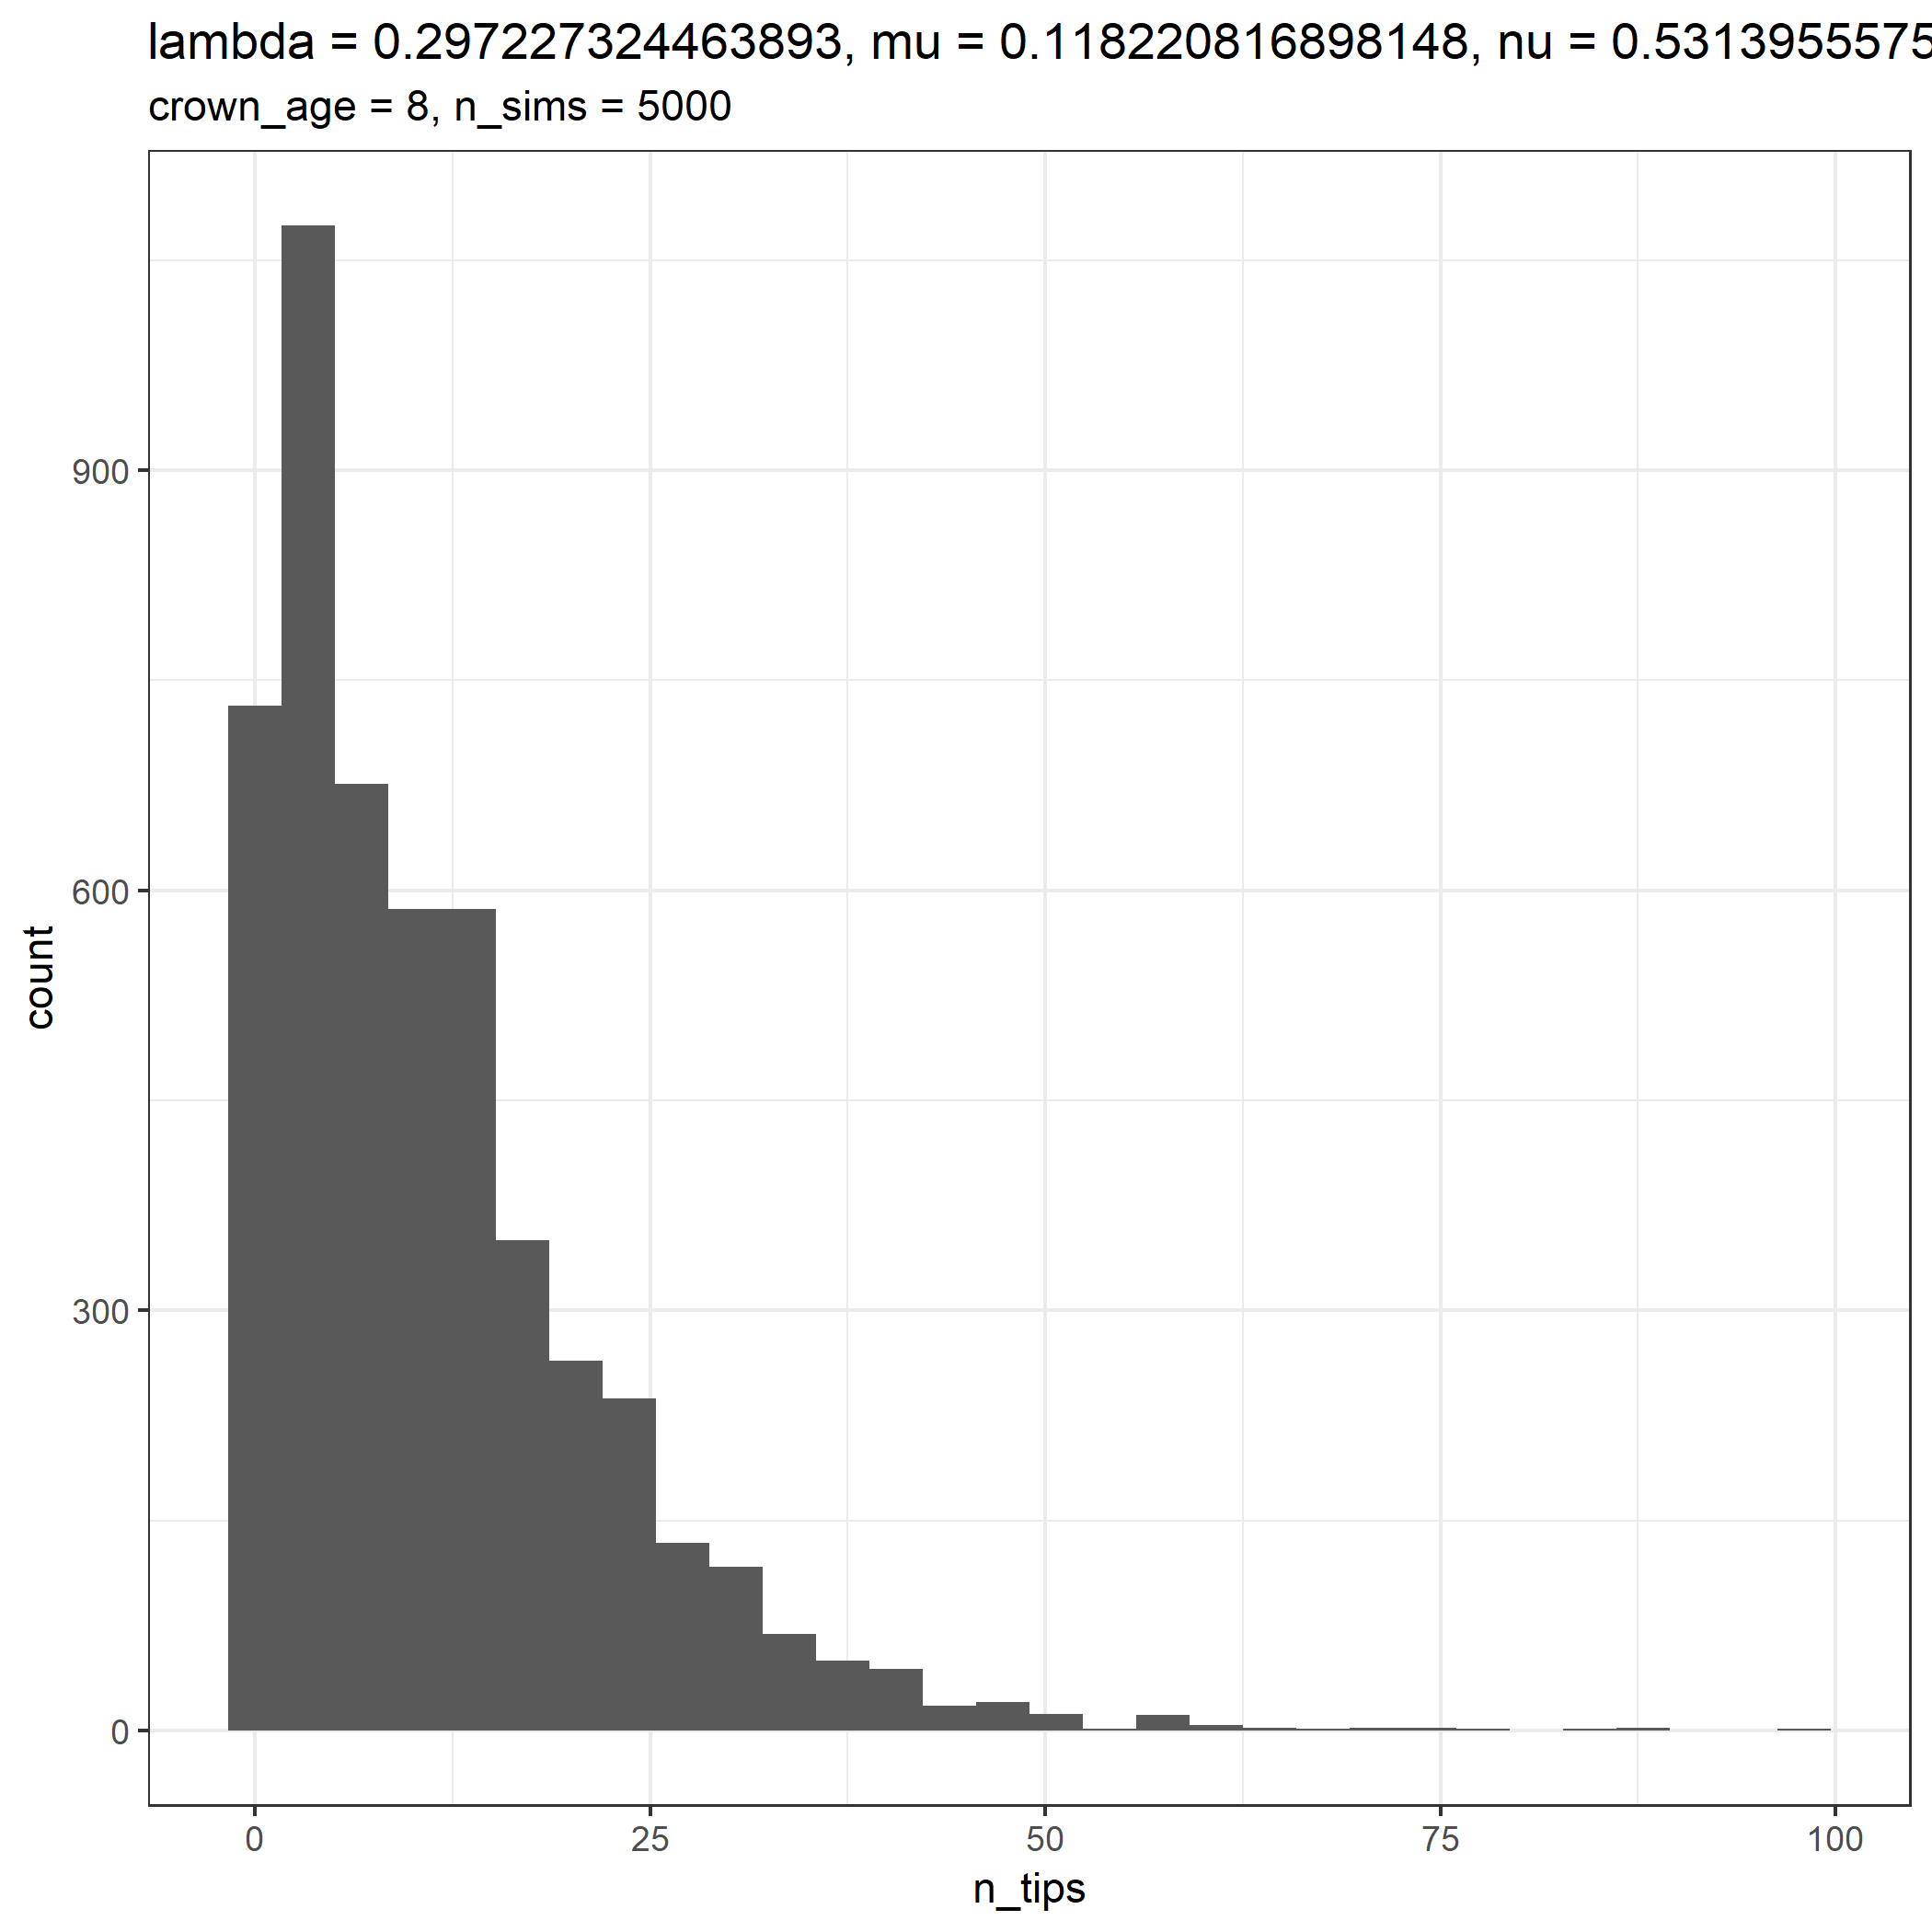 lambda = 0.297227324463893, mu = 0.118220816898148, nu = 0.5313955575
crown_age = 8, n_sims = 5000
900
600
300
0
count
0 25 50 75 100
n_tips